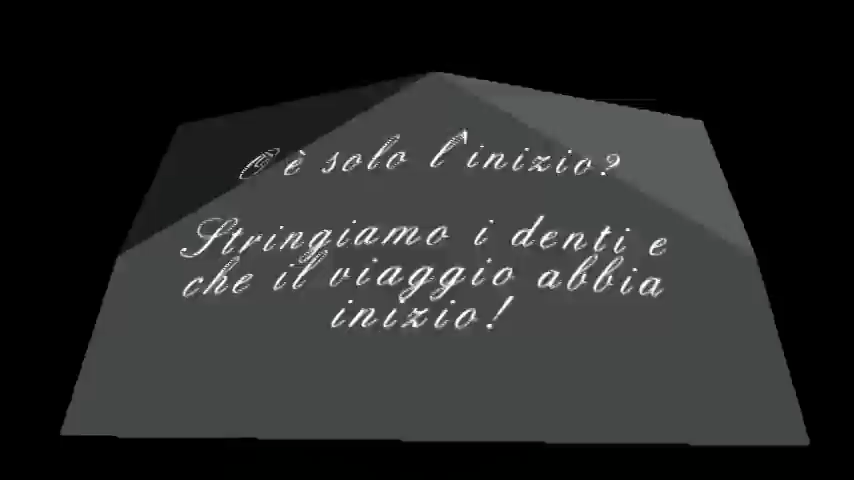 O è solo l'inizio?
Stringiamo i denti e
che il viaggio abbia
inizio!